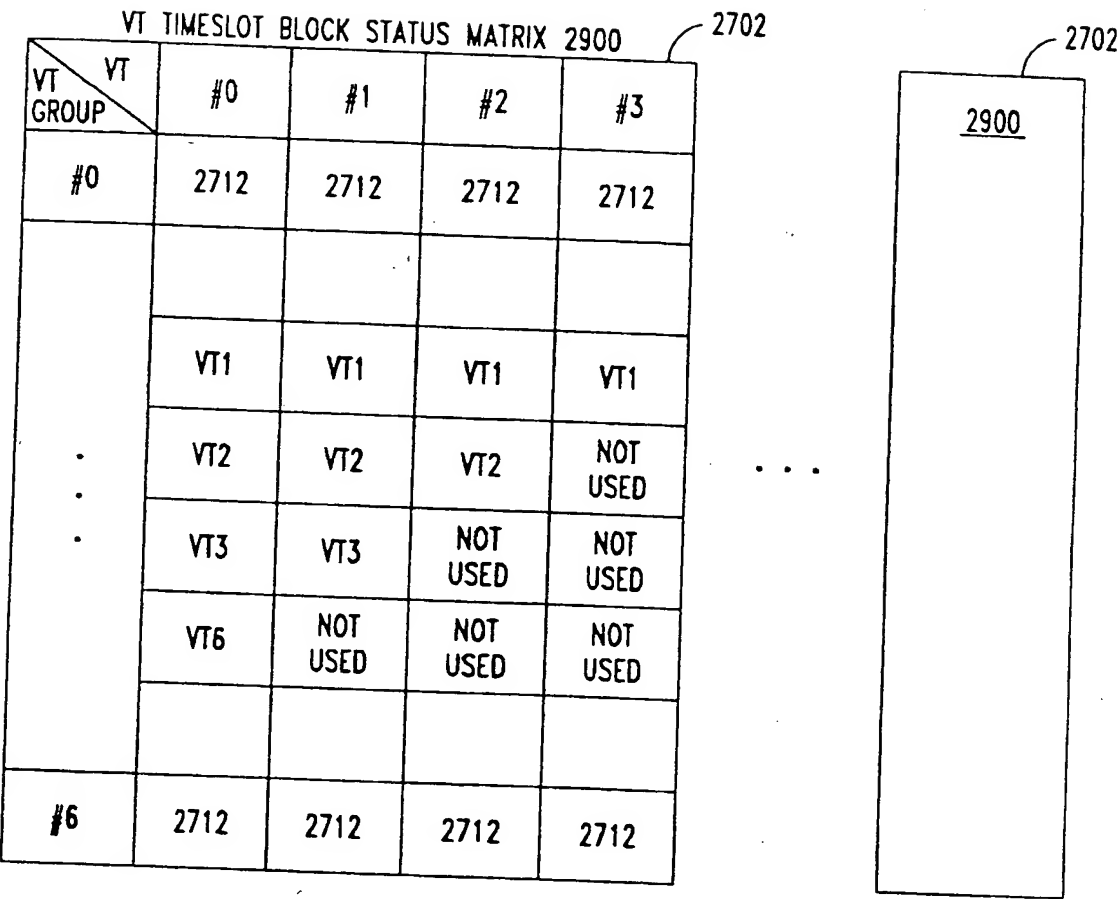 VT TIMESLOT BLOCK STATUS MATRIX 2900
2702
2702
VT GROUP
VT
#0
#1
#2
#3
2900
#0
2712
2712
2712
2712
VT1
VT1
VT1
VT1
VT2
VT2
VT2
NOT USED
. . .
VT3
VT3
NOT USED
NOT USED
VT6
NOT USED
NOT USED
NOT USED
#6
2712
2712
2712
2712